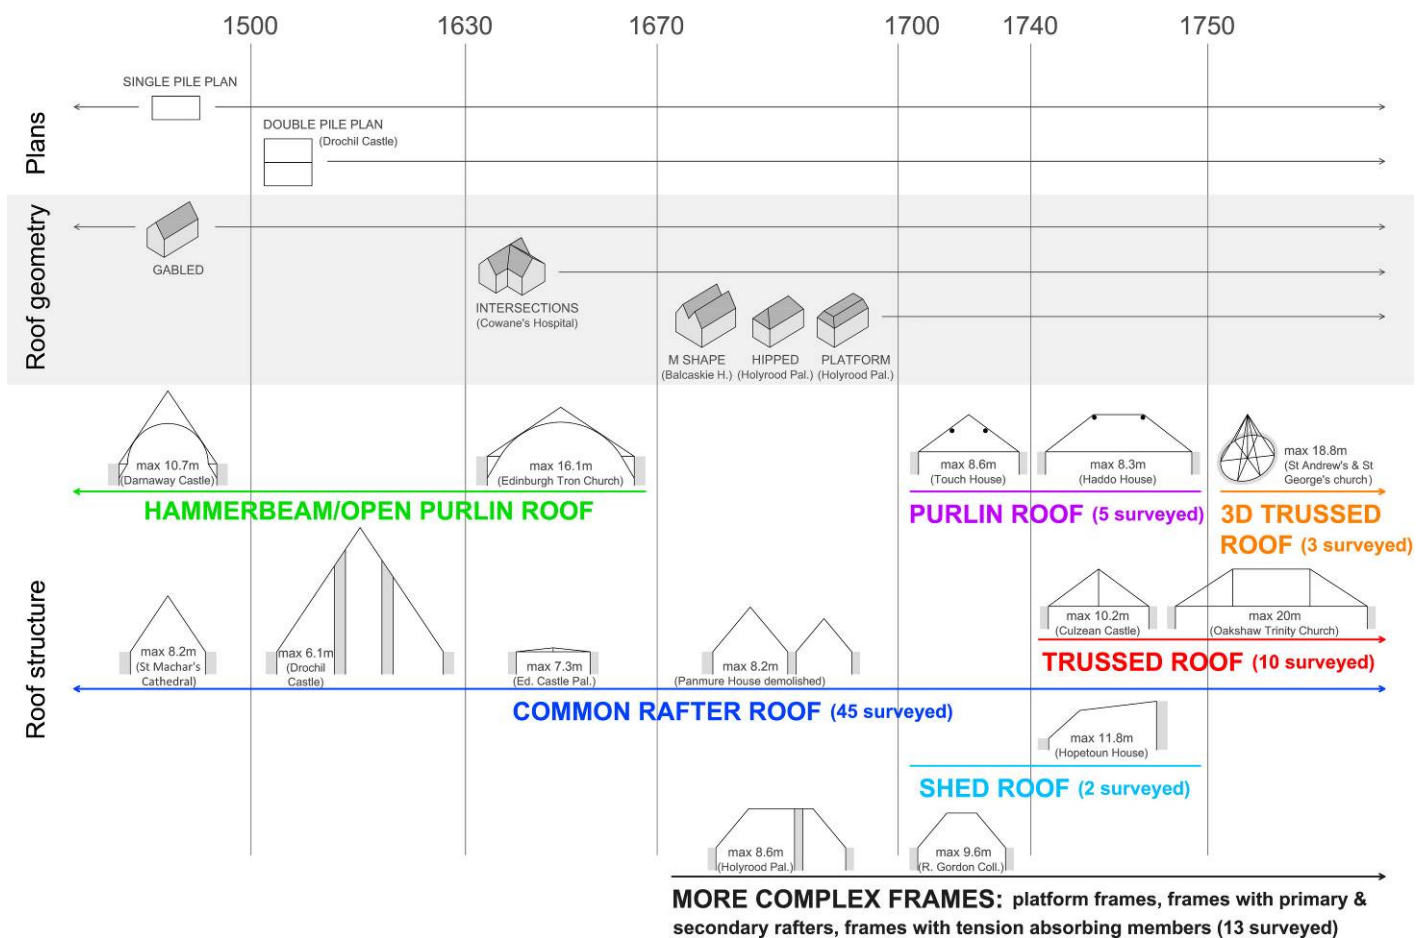 1500
1630
1670
1700
1740
1750
Plans
SINGLE PILE PLAN
DOUBLE PILE PLAN
(Drochil Castle)
Roof geometry
GABLED
INTERSECTIONS
(Cowane's Hospital)
M SHAPE
(Balcaskie H.)
HIPPED
(Holyrood Pal.)
PLATFORM
(Holyrood Pal.)
Roof structure
max 10.7m
(Darnaway Castle)
max 16.1m
(Edinburgh Tron Church)
HAMMERBEAM/OPEN PURLIN ROOF
max 8.6m
(Touch House)
max 8.3m
(Haddo House)
PURLIN ROOF (5 surveyed)
max 18.8m
(St Andrew's & St
George's church)
3D TRUSSED
ROOF (3 surveyed)
max 8.2m
(St Machar's
Cathedral)
max 6.1m
(Drochil
Castle)
max 7.3m
(Ed. Castle Pal.)
max 8.2m
(Panmure House demolished)
COMMON RAFTER ROOF (45 surveyed)
max 10.2m
(Culzean Castle)
max 20m
(Oakshaw Trinity Church)
TRUSSED ROOF (10 surveyed)
max 11.8m
(Hopetoun House)
SHED ROOF (2 surveyed)
max 8.6m
(Holyrood Pal.)
max 9.6m
(R. Gordon Coll.)
MORE COMPLEX FRAMES: platform frames, frames with primary &
secondary rafters, frames with tension absorbing members (13 surveyed)